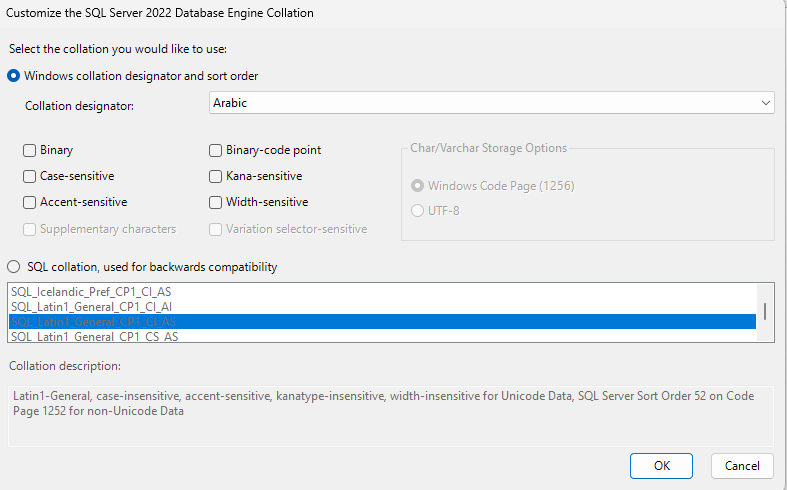 Customize the SQL Server 2022 Database Engine Collation
Select the collation you would like to use:
Windows collation designator and sort order
Collation designator:
Arabic
Binary
Binary-code point
Char/Varchar Storage Options
Case-sensitive
Kana-sensitive
Windows Code Page (1256)
Accent-sensitive
Width-sensitive
UTF-8
Supplementary characters
Variation selector-sensitive
SQL collation, used for backwards compatibility
SQL_Icelandic_Pref_CP1_CI_AS
SQL_Latin1_General_CP1_CI_AI
SQL_Latin1_General_CP1_CI_AS
SQL_Latin1_General_CP1_CS_AS
Collation description:
Latin1-General, case-insensitive, accent-sensitive, kanatype-insensitive, width-insensitive for Unicode Data, SQL Server Sort Order 52 on Code
Page 1252 for non-Unicode Data
OK
Cancel